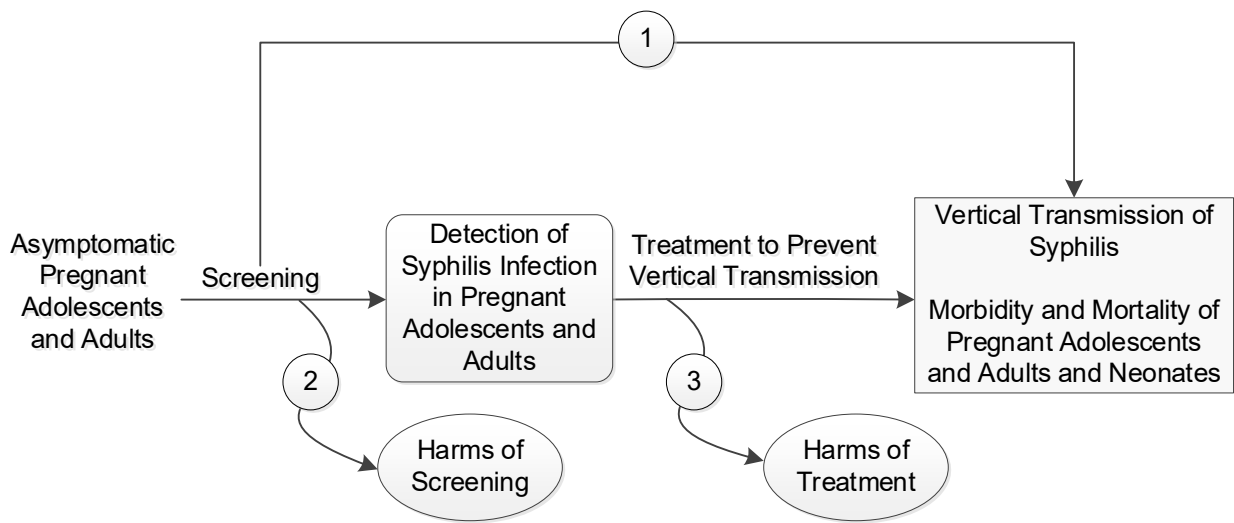 1
Asymptomatic
Pregnant
Adolescents
and Adults
Screening
Detection of
Syphilis Infection
in Pregnant
Adolescents and
Adults
Treatment to Prevent
Vertical Transmission
Vertical Transmission of
Syphilis
Morbidity and Mortality of
Pregnant Adolescents
and Adults and Neonates
2
3
Harms of
Screening
Harms of
Treatment